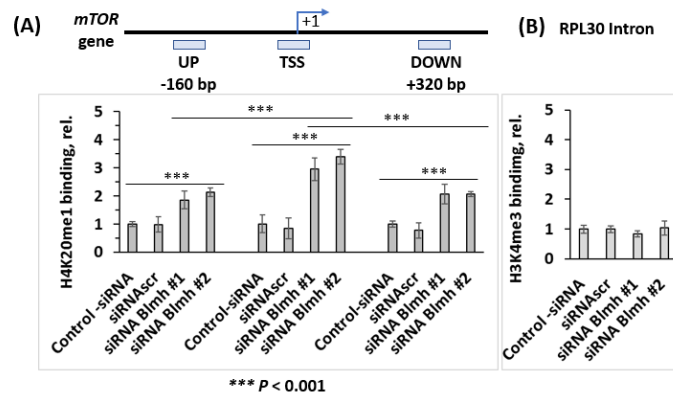 (A) mTOR gene
+1
(B) RPL30 Intron
UP
-160 bp
TSS
DOWN
+320 bp
H4K20me1 binding, rel.
5
4
3
2
1
0
***
***
***
***
***
Control -siRNA
siRNAscr
siRNA Blmh #1
siRNA Blmh #2
Control-siRNA
siRNAscr
siRNA Blmh #1
siRNA Blmh #2
Control-siRNA
siRNAscr
siRNA Blmh #1
siRNA Blmh #2
*** P < 0.001
H3K4me3 bindimg, rel.
5
4
3
2
1
0
Control -siRNA
siRNAscr
siRNA Blmh #1
siRNA Blmh #2